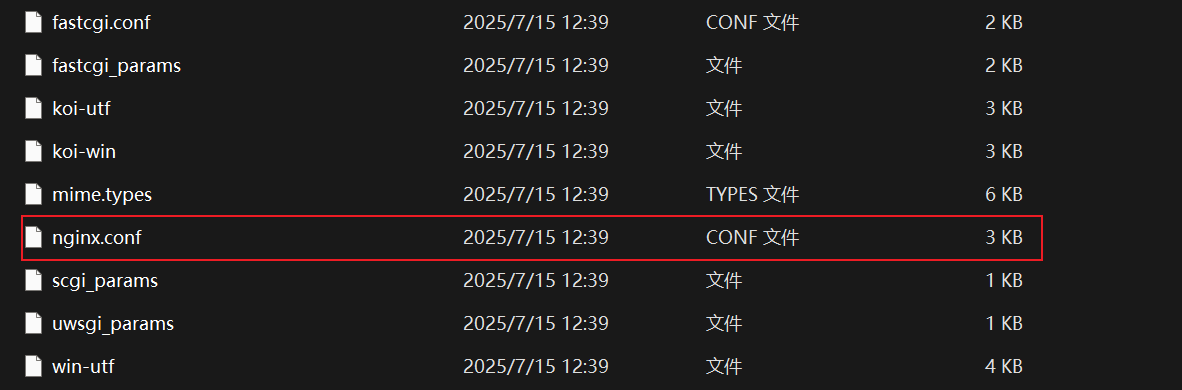 fastcgi.conf 2025/7/15 12:39 CONF 文件 2 KB
fastcgi_params 2025/7/15 12:39 文件 2 KB
koi-utf 2025/7/15 12:39 文件 3 KB
koi-win 2025/7/15 12:39 文件 3 KB
mime.types 2025/7/15 12:39 TYPES 文件 6 KB
nginx.conf 2025/7/15 12:39 CONF 文件 3 KB
scgi_params 2025/7/15 12:39 文件 1 KB
uwsgi_params 2025/7/15 12:39 文件 1 KB
win-utf 2025/7/15 12:39 文件 4 KB